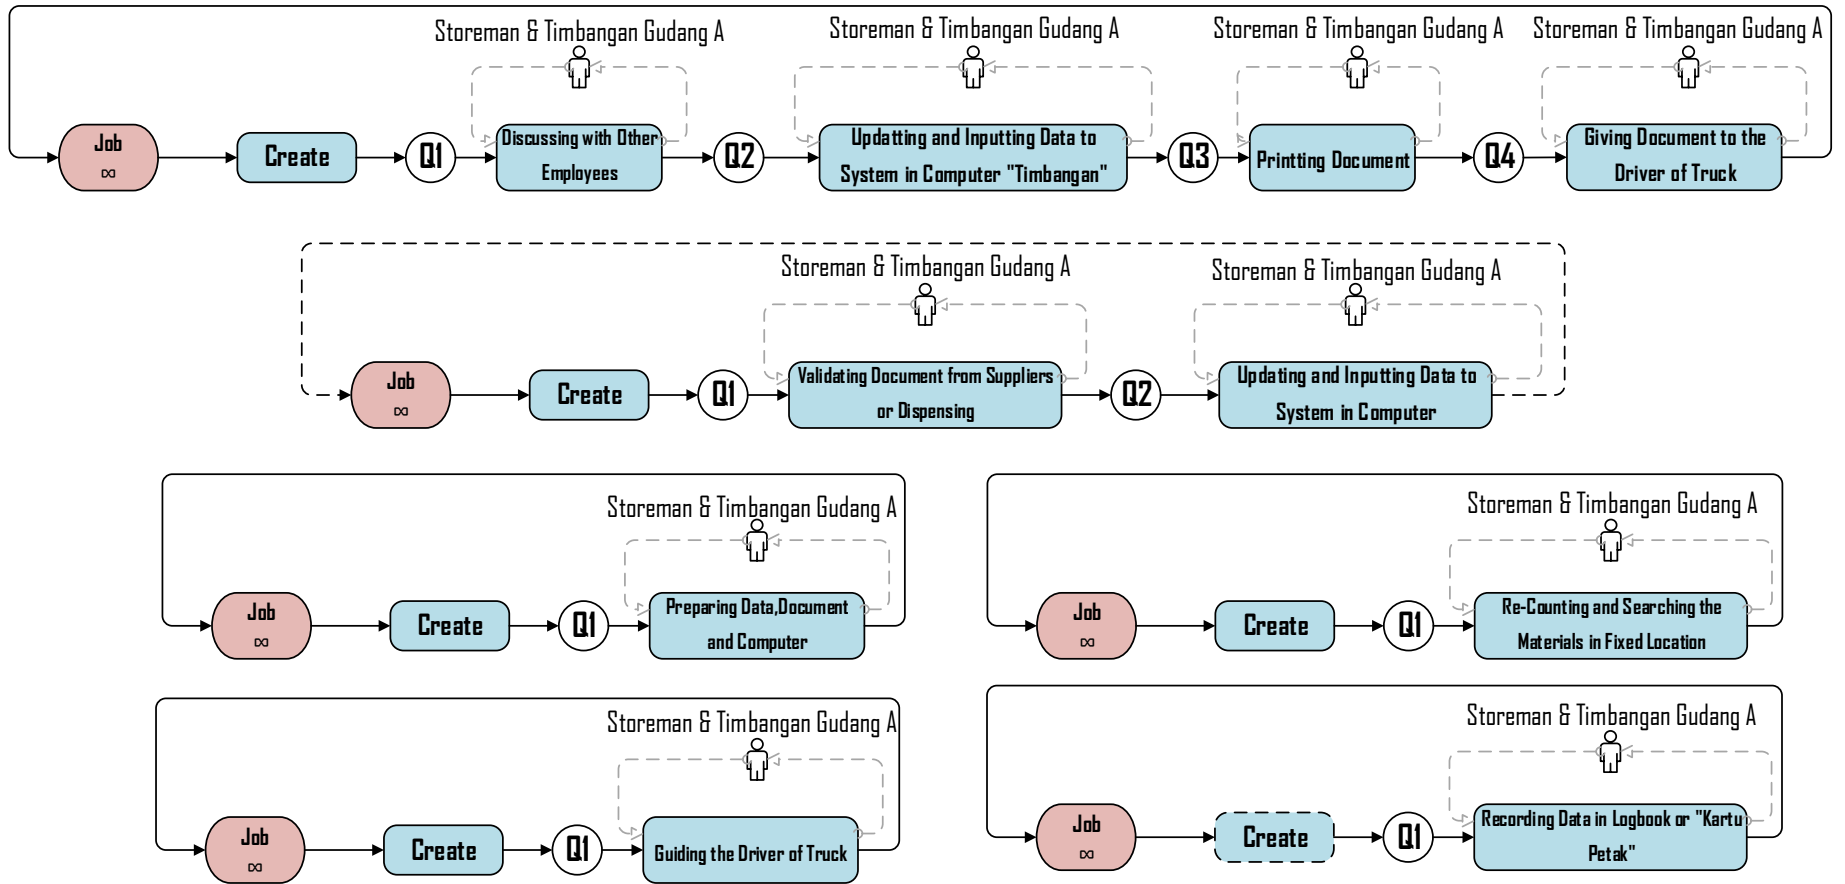 Storeman & Timbangan Gudang A
Storeman & Timbangan Gudang A
Storeman & Timbangan Gudang A
Storeman & Timbangan Gudang A
Job
∞
Create
Q1
Discussing with Other
Employees
Q2
Updatting and Inputting Data to
System in Computer "Timbangan"
Q3
Printting Document
Q4
Giving Document to the
Driver of Truck
Storeman & Timbangan Gudang A
Storeman & Timbangan Gudang A
Job
∞
Create
Q1
Validating Document from Suppliers
or Dispensing
Q2
Updating and Inputting Data to
System in Computer
Storeman & Timbangan Gudang A
Job
∞
Create
Q1
Preparing Data,Document
and Computer
Storeman & Timbangan Gudang A
Job
∞
Create
Q1
Re-Counting and Searching the
Materials in Fixed Location
Storeman & Timbangan Gudang A
Job
∞
Create
Q1
Guiding the Driver of Truck
Storeman & Timbangan Gudang A
Job
∞
Create
Q1
Recording Data in Logbook or "Kartu
Petak"